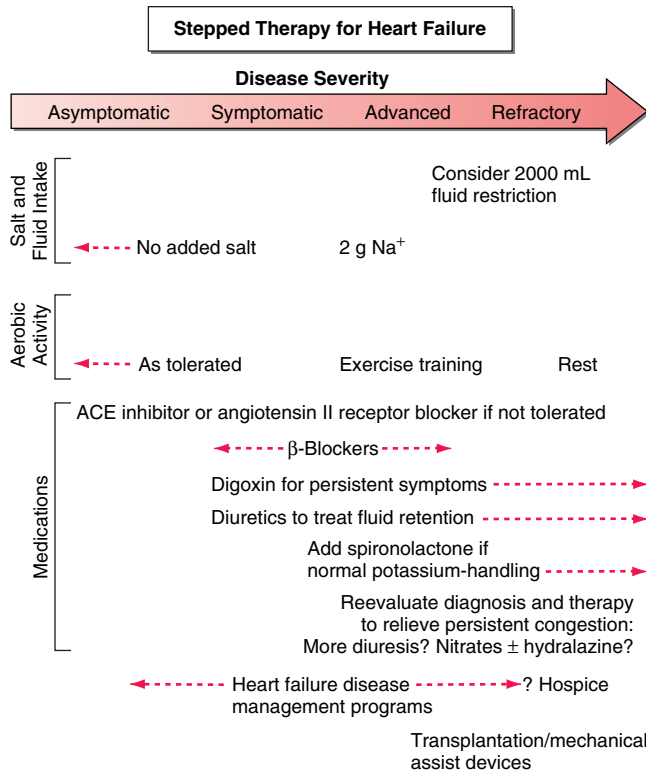 Stepped Therapy for Heart Failure
Disease Severity
Asymptomatic Symptomatic Advanced Refractory
Salt and
Fluid Intake
Consider 2000 mL
fluid restriction
No added salt 2 g Na⁺
Aerobic
Activity
As tolerated Exercise training Rest
Medications
ACE inhibitor or angiotensin II receptor blocker if not tolerated
β-Blockers
Digoxin for persistent symptoms
Diuretics to treat fluid retention
Add spironolactone if
normal potassium-handling
Reevaluate diagnosis and therapy
to relieve persistent congestion:
More diuresis? Nitrates ± hydralazine?
Heart failure disease
management programs
? Hospice
Transplantation/mechanical
assist devices